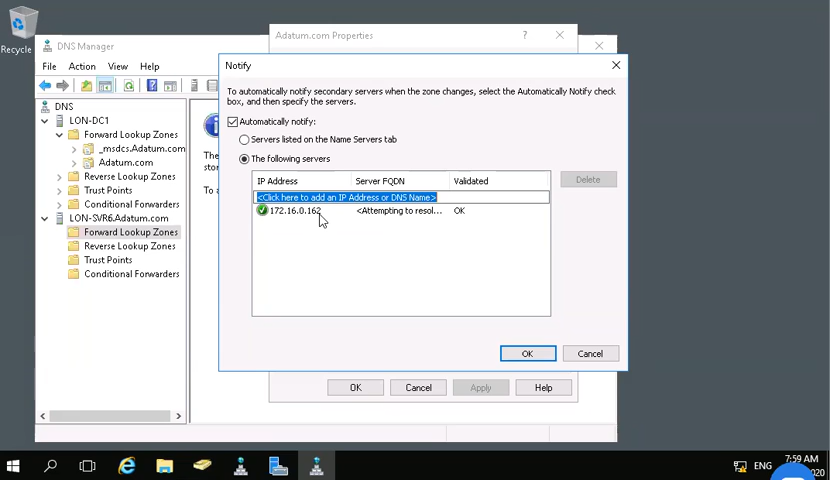 Recycle
DNS Manager
File Action View Help
DNS
LON-DC1
Forward Lookup Zones
_msdcs.Adatum.com
Adatum.com
Reverse Lookup Zones
Trust Points
Conditional Forwarders
LON-SVR6.Adatum.com
Forward Lookup Zones
Reverse Lookup Zones
Trust Points
Conditional Forwarders
The
To a
Adatum.com Properties
?
Notify
To automatically notify secondary servers when the zone changes, select the Automatically Notify check
box, and then specify the servers.
Automatically notify:
Servers listed on the Name Servers tab
The following servers
IP Address Server FQDN Validated
<Click here to add an IP Address or DNS Name>
172.16.0.162 <Attempting to resol... OK
Delete
OK Cancel
OK Cancel Apply Help
ENG
7:59 AM